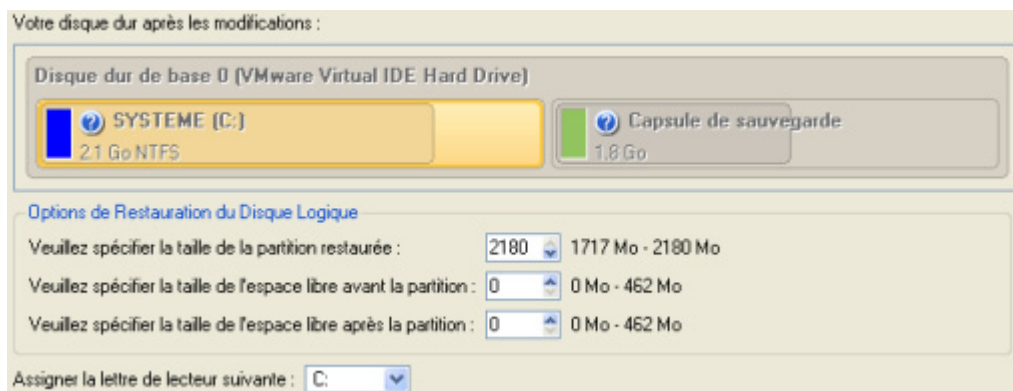 Votre disque dur après les modifications :
Disque dur de base 0 (VMware Virtual IDE Hard Drive)
SYSTEME (C:)
2.1 Go NTFS
Capsule de sauvegarde
1.8 Go
Options de Restauration du Disque Logique
Veuillez spécifier la taille de la partition restaurée : 2180 1717 Mo - 2180 Mo
Veuillez spécifier la taille de l'espace libre avant la partition : 0 0 Mo - 462 Mo
Veuillez spécifier la taille de l'espace libre après la partition : 0 0 Mo - 462 Mo
Assigner la lettre de lecteur suivante : C: